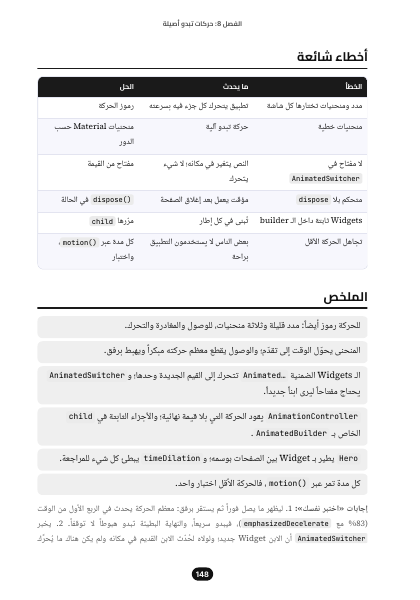 الفصل 8: حركات تبدو أصيلة
أخطاء شائعة
الخطأ ما يحدث الحل
مدد ومنحنيات تختارها كل شاشة تطبيق يتحرك كل جزء فيه بسرعته رموز الحركة
منحنيات خطية حركة تبدو آلية منحنيات Material حسب
الدور
لا مفتاح في النص يتغير في مكانه؛ لا شيء مفتاح من القيمة
AnimatedSwitcher يتحرك
متحكم بلا dispose مؤقت يعمل بعد إغلاق الصفحة dispose() في الحالة
Widgets ثابتة داخل الـ builder تُبنى في كل إطار مرّرها child
تجاهل الحركة الأقل بعض الناس لا يستخدمون التطبيق كل مدة عبر motion()،
براحة واختبار
الملخص
للحركة رموز أيضاً: مدد قليلة وثلاثة منحنيات، للوصول والمغادرة والتحرك.
المنحنى يحوّل الوقت إلى تقدّم؛ والوصول يقطع معظم حركته مبكراً ويهبط برفق.
الـ Widgets الضمنية Animated… تتحرك إلى القيم الجديدة وحدها؛ و AnimatedSwitcher
يحتاج مفتاحاً ليرى ابناً جديداً.
AnimationController يقود الحركة التي بلا قيمة نهائية؛ والأجزاء الثابتة في child
الخاص بـ AnimatedBuilder.
Hero يطير بـ Widget بين الصفحات بوسمه؛ و timeDilation يبطئ كل شيء للمراجعة.
كل مدة تمر عبر motion()، فالحركة الأقل اختبار واحد.
إجابات «اختبر نفسك»: 1. ليظهر ما يصل فوراً ثم يستقر برفق: معظم الحركة يحدث في الربع الأول من الوقت
(83% مع emphasizedDecelerate)، فيبدو سريعاً، والنهاية البطيئة تبدو هبوطاً لا توقفاً. 2. يخبر
AnimatedSwitcher أن الابن Widget جديد؛ ولولاه لحُدّث الابن القديم في مكانه ولم يكن هناك ما يُحرَّك
148